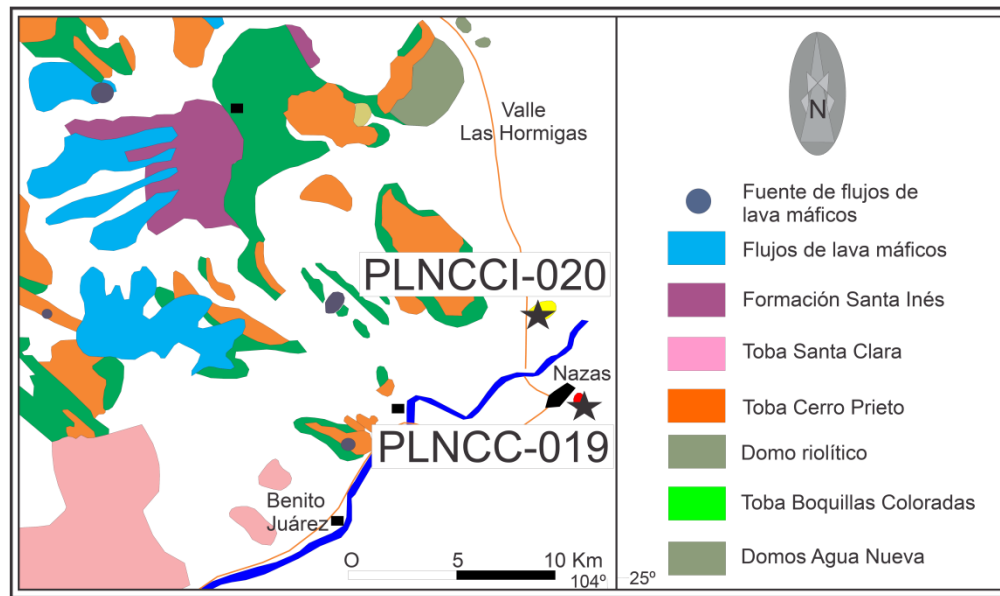 Valle
Las Hormigas
PLNCCI-020
Nazas
PLNCC-019
Benito
Juárez
O 5 10 Km
104º
25º
N
Fuente de flujos de
lava máficos
Flujos de lava máficos
Formación Santa Inés
Toba Santa Clara
Toba Cerro Prieto
Domo riolítico
Toba Boquillas Coloradas
Domos Agua Nueva